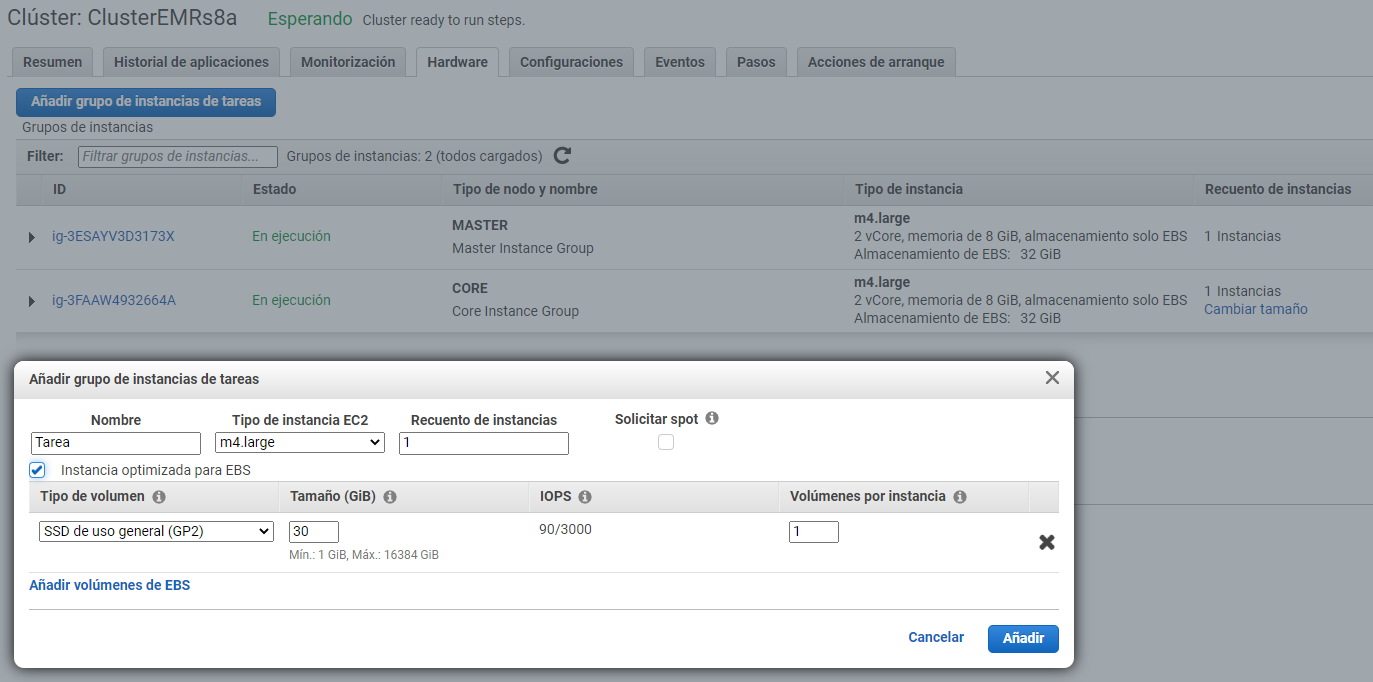 Clúster: ClusterEMRs8a Esperando Cluster ready to run steps.
Resumen Historial de aplicaciones Monitorización Hardware Configuraciones Eventos Pasos Acciones de arranque
Añadir grupo de instancias de tareas
Grupos de instancias
Filter: Filtrar grupos de instancias... Grupos de instancias: 2 (todos cargados)
ID Estado Tipo de nodo y nombre Tipo de instancia Recuento de instancias
ig-3ESAYV3D3173X En ejecución MASTER
Master Instance Group
m4.large
2 vCore, memoria de 8 GiB, almacenamiento solo EBS
Almacenamiento de EBS: 32 GiB
1 Instancias
ig-3FAAW4932664A En ejecución CORE
Core Instance Group
m4.large
2 vCore, memoria de 8 GiB, almacenamiento solo EBS
Almacenamiento de EBS: 32 GiB
1 Instancias
Cambiar tamaño
Añadir grupo de instancias de tareas
Nombre Tipo de instancia EC2 Recuento de instancias Solicitar spot
Tarea m4.large 1
Instancia optimizada para EBS
Tipo de volumen Tamaño (GiB) IOPS Volúmenes por instancia
SSD de uso general (GP2) 30 90/3000 1
Mín.: 1 GiB, Máx.: 16384 GiB
Añadir volúmenes de EBS
Cancelar Añadir